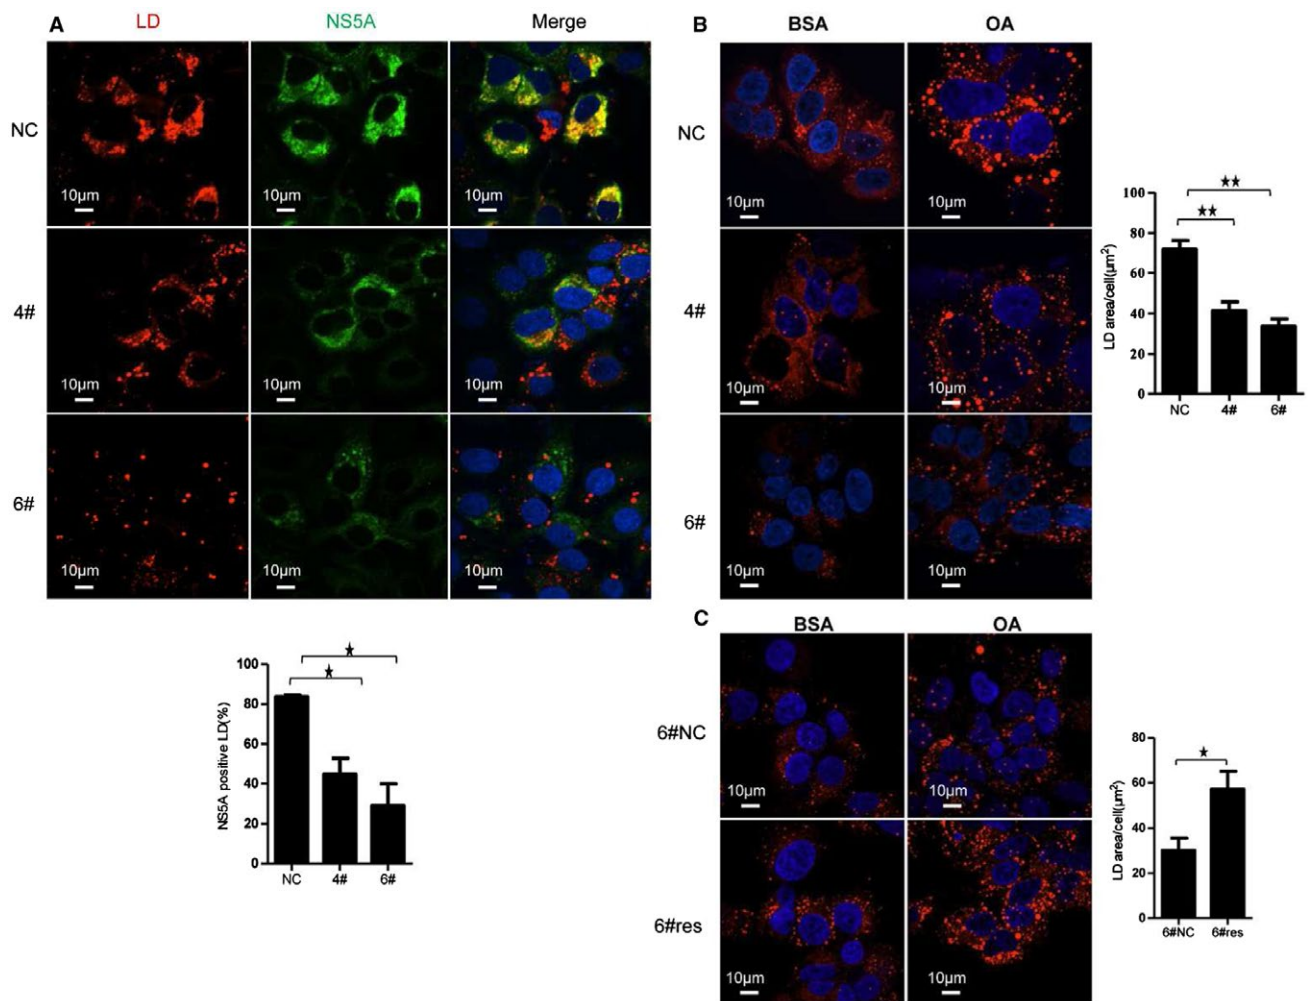 A LD NS5A Merge
NC
10µm 10µm 10µm
4#
10µm 10µm 10µm
6#
10µm 10µm 10µm
NS5A positive LD(%)
100
80
60
40
20
0
★
★
NC 4# 6#
B BSA OA
NC
10µm 10µm
4#
10µm 10µm
6#
10µm 10µm
LD area/cell(µm²)
100
80
60
40
20
0
★★
★★
NC 4# 6#
C BSA OA
6#NC
10µm 10µm
6#res
10µm 10µm
LD area/cell(µm²)
80
60
40
20
0
★
6#NC 6#res